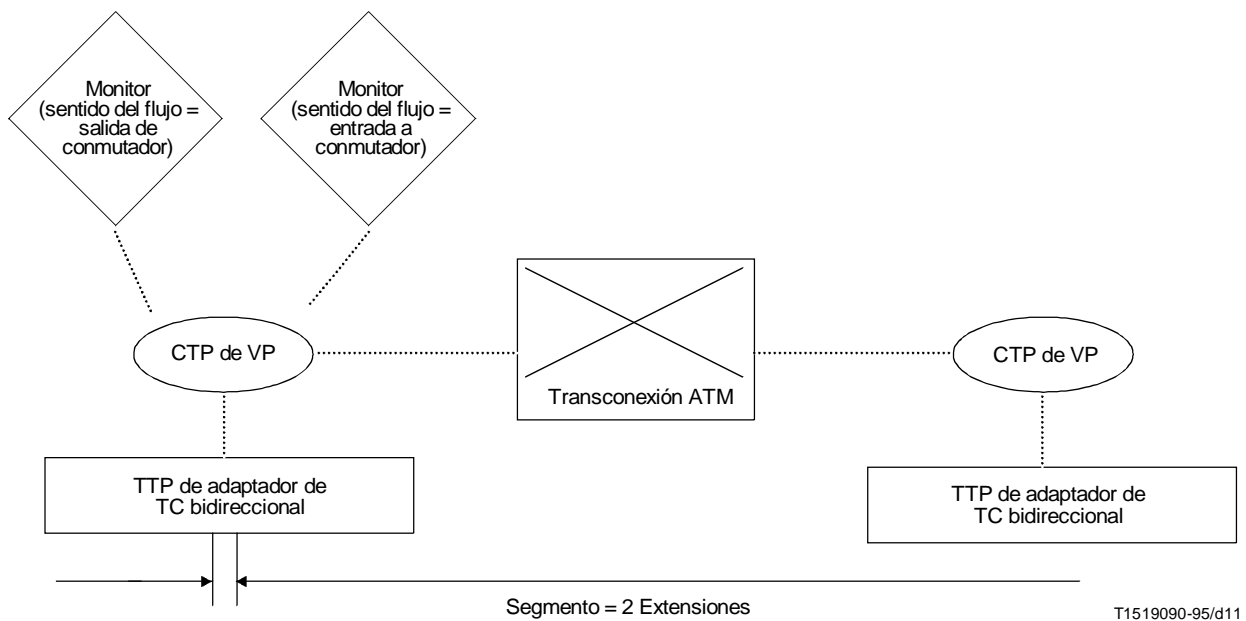 Monitor
(sentido del flujo =
salida de
conmutador)
Monitor
(sentido del flujo =
entrada a
conmutador)
CTP de VP
Transconexión ATM
CTP de VP
TTP de adaptador de
TC bidireccional
TTP de adaptador de
TC bidireccional
Segmento = 2 Extensiones
T1519090-95/d11